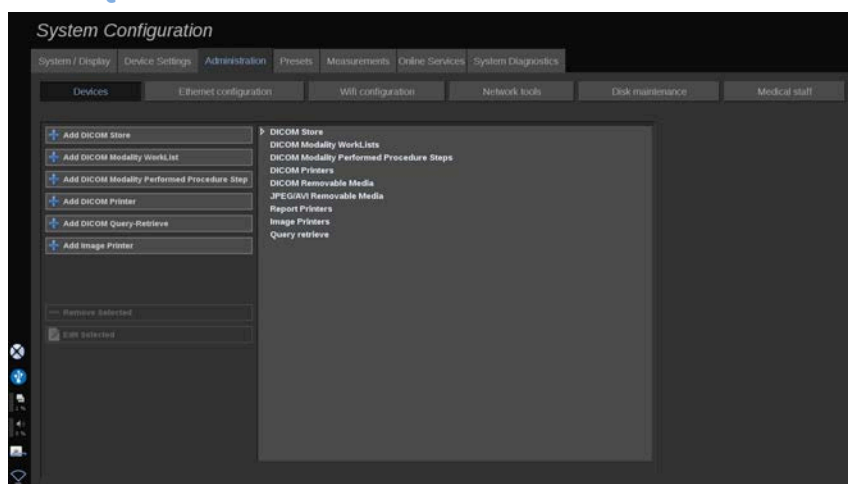 System Configuration
System / Display Device Settings Administration Presets Measurements Online Services System Diagnostics
Devices Ethernet configuration Wifi configuration Network tools Disk maintenance Medical staff
Add DICOM Store
Add DICOM Modality WorkList
Add DICOM Modality Performed Procedure Step
Add DICOM Printer
Add DICOM Query-Retrieve
Add Image Printer
Remove Selected
Edit Selected
DICOM Store
DICOM Modality WorkLists
DICOM Modality Performed Procedure Steps
DICOM Printers
DICOM Removable Media
JPEG/AVI Removable Media
Report Printers
Image Printers
Query retrieve